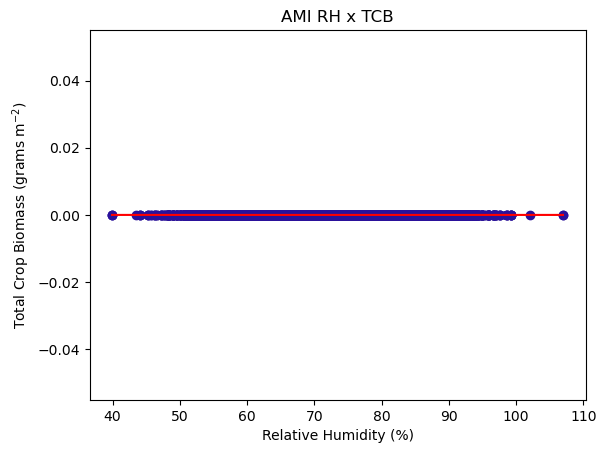 AMI RH x TCB
Total Crop Biomass (grams m⁻²)
0.04
0.02
0.00
−0.02
−0.04
40 50 60 70 80 90 100 110
Relative Humidity (%)